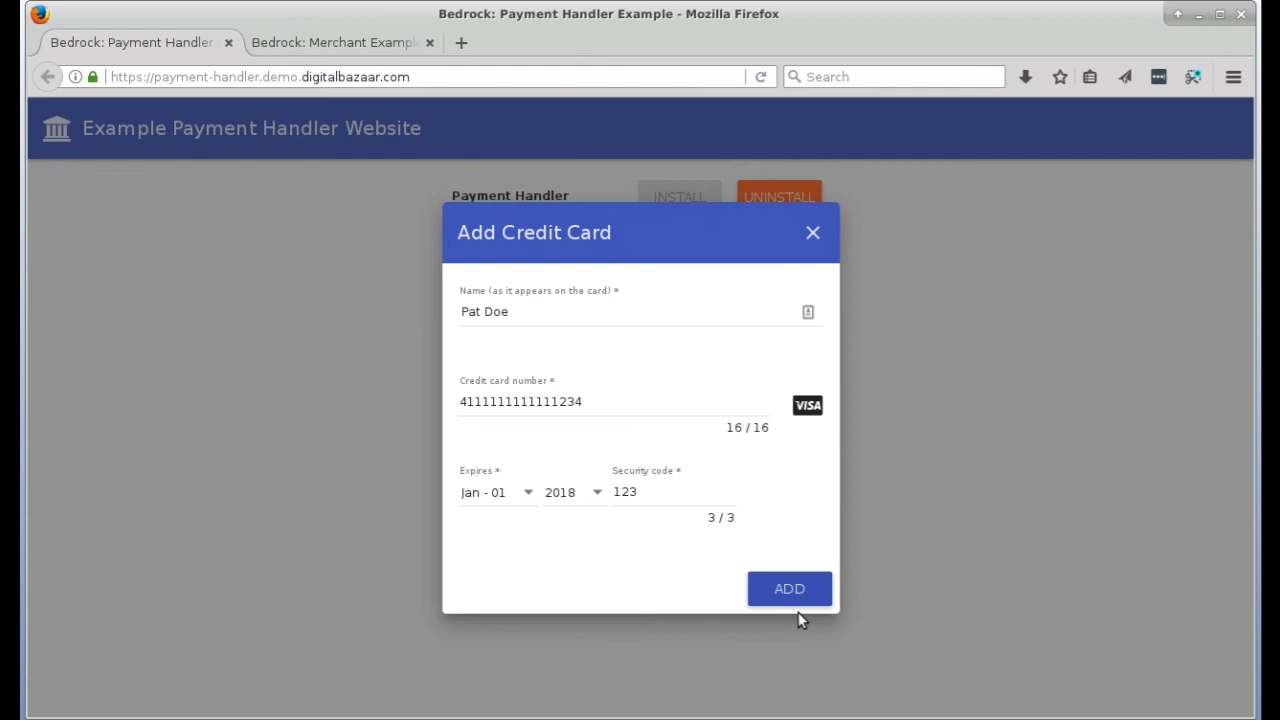 Bedrock: Payment Handler Example - Mozilla Firefox
Bedrock: Payment Handler
Bedrock: Merchant Exampl
https://payment-handler.demo.digitalbazaar.com
Search
Example Payment Handler Website
Payment Handler
INSTALL
UNINSTALL
Add Credit Card
Name (as it appears on the card) *
Pat Doe
Credit card number *
4111111111111234
VISA
16 / 16
Expires *
Security code *
Jan - 01
2018
123
3 / 3
ADD